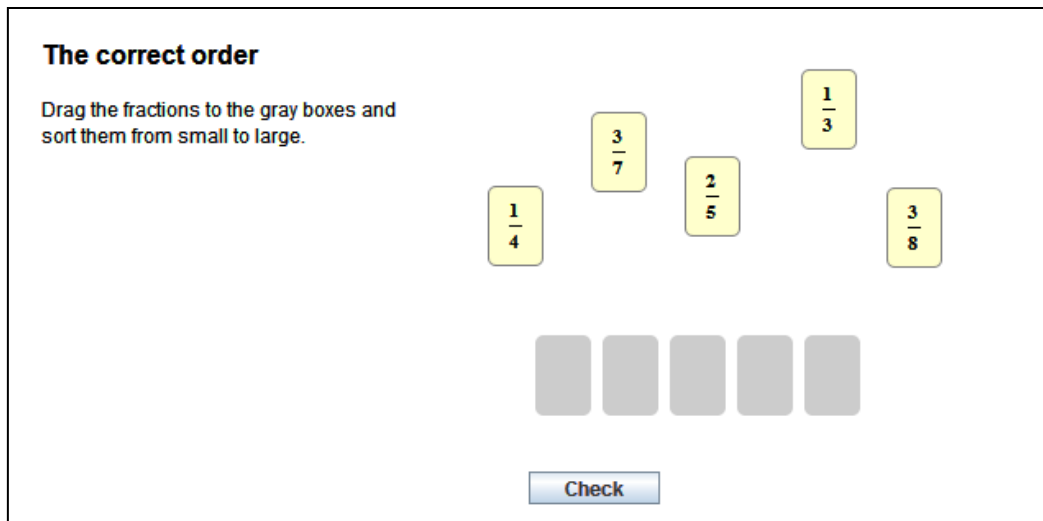 The correct order
Drag the fractions to the gray boxes and
sort them from small to large.
1/4
3/7
2/5
1/3
3/8
Check